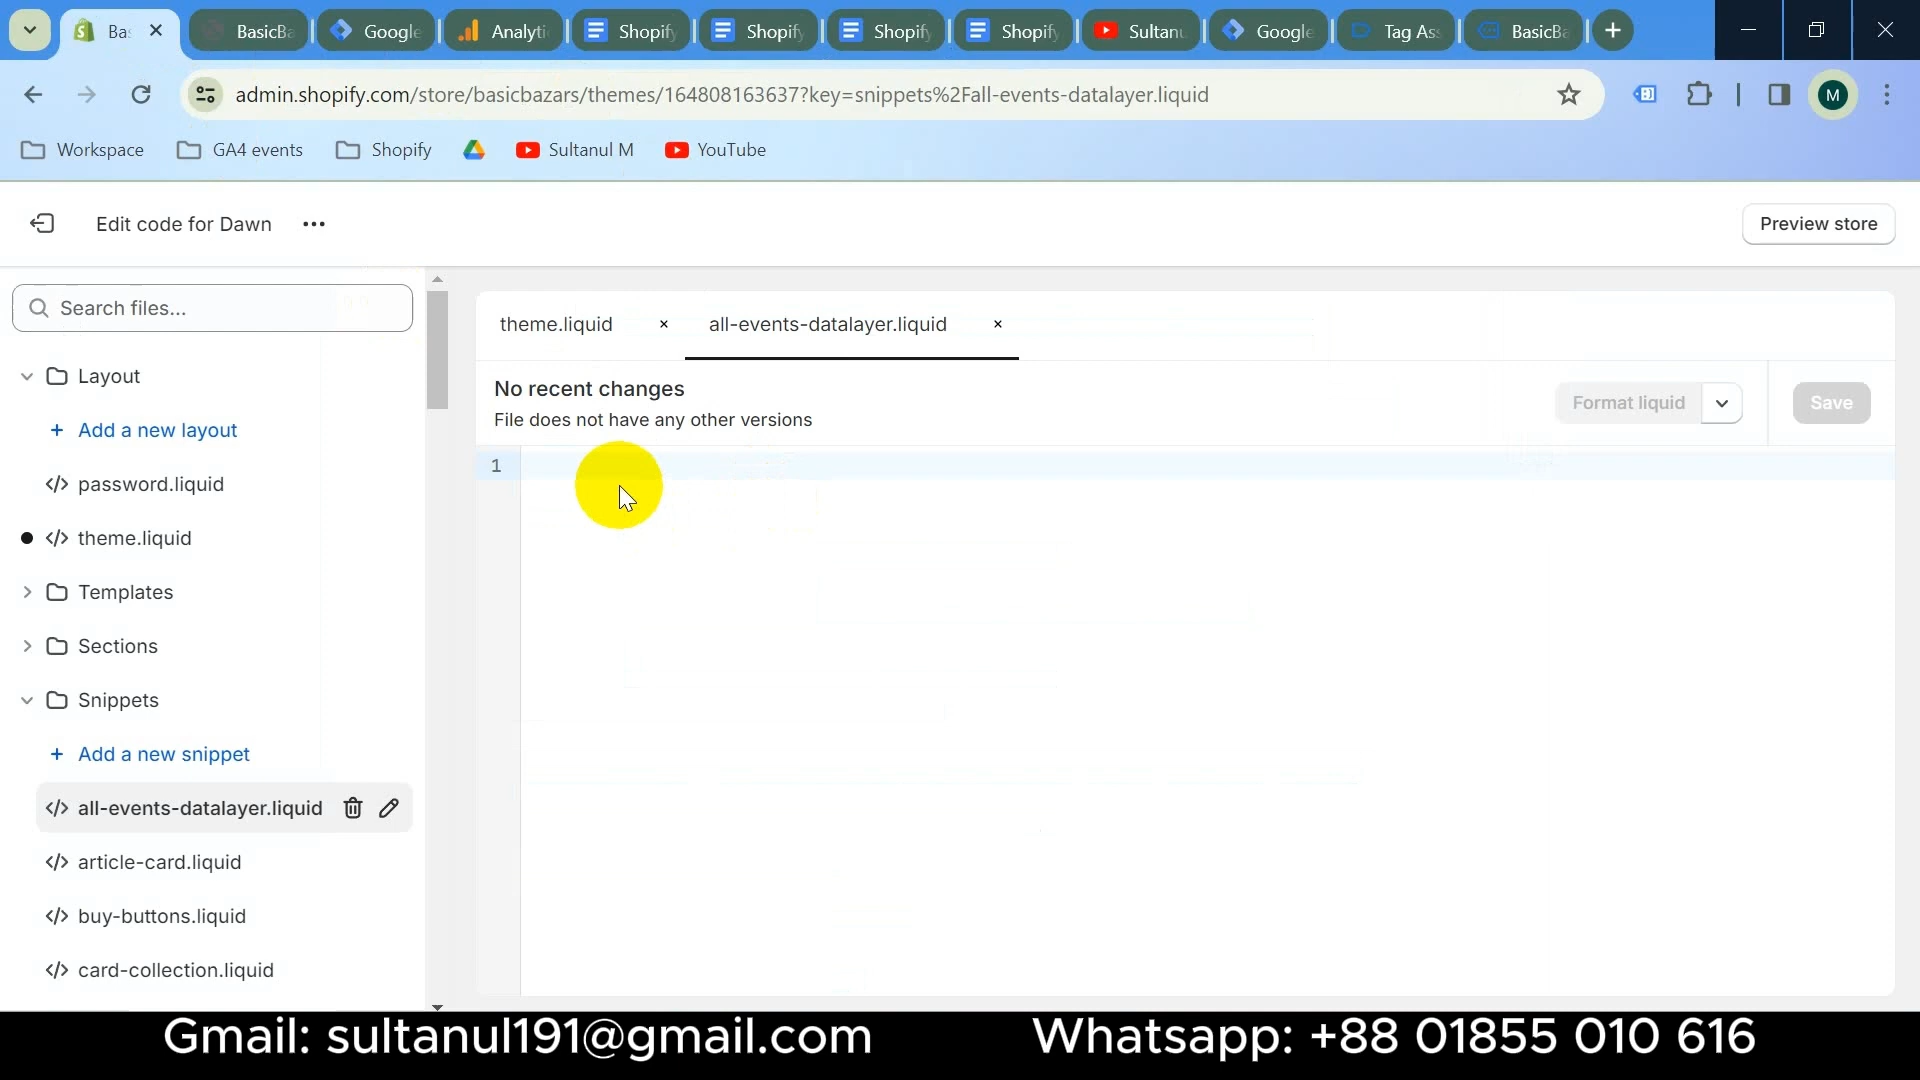 Ba
BasicBa
Google
Analyti
Shopify
Shopify
Shopify
Shopify
Sultanu
Google
Tag Ass
BasicBa
admin.shopify.com/store/basicbazars/themes/164808163637?key=snippets%2Fall-events-datalayer.liquid
M
Workspace
GA4 events
Shopify
Sultanul M
YouTube
Edit code for Dawn
Preview store
Search files...
theme.liquid
all-events-datalayer.liquid
Layout
No recent changes
File does not have any other versions
Format liquid
Save
+ Add a new layout
1
</> password.liquid
</> theme.liquid
Templates
Sections
Snippets
+ Add a new snippet
</> all-events-datalayer.liquid
</> article-card.liquid
</> buy-buttons.liquid
</> card-collection.liquid
Gmail: sultanul191@gmail.com
Whatsapp: +88 01855 010 616